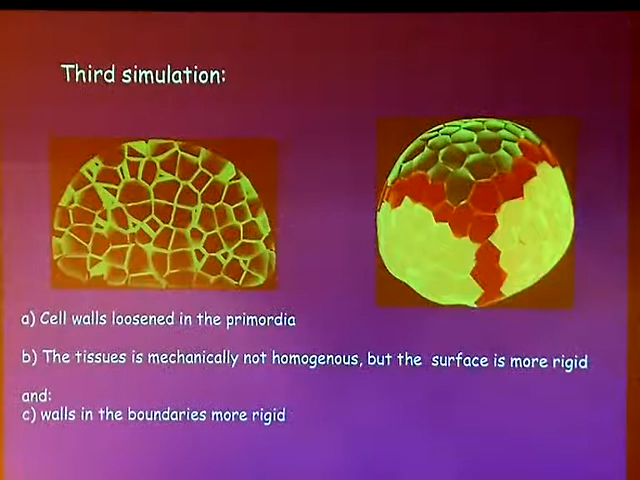 Third simulation:
a) Cell walls loosened in the primordia
b) The tissues is mechanically not homogenous, but the surface is more rigid
and:
c) walls in the boundaries more rigid